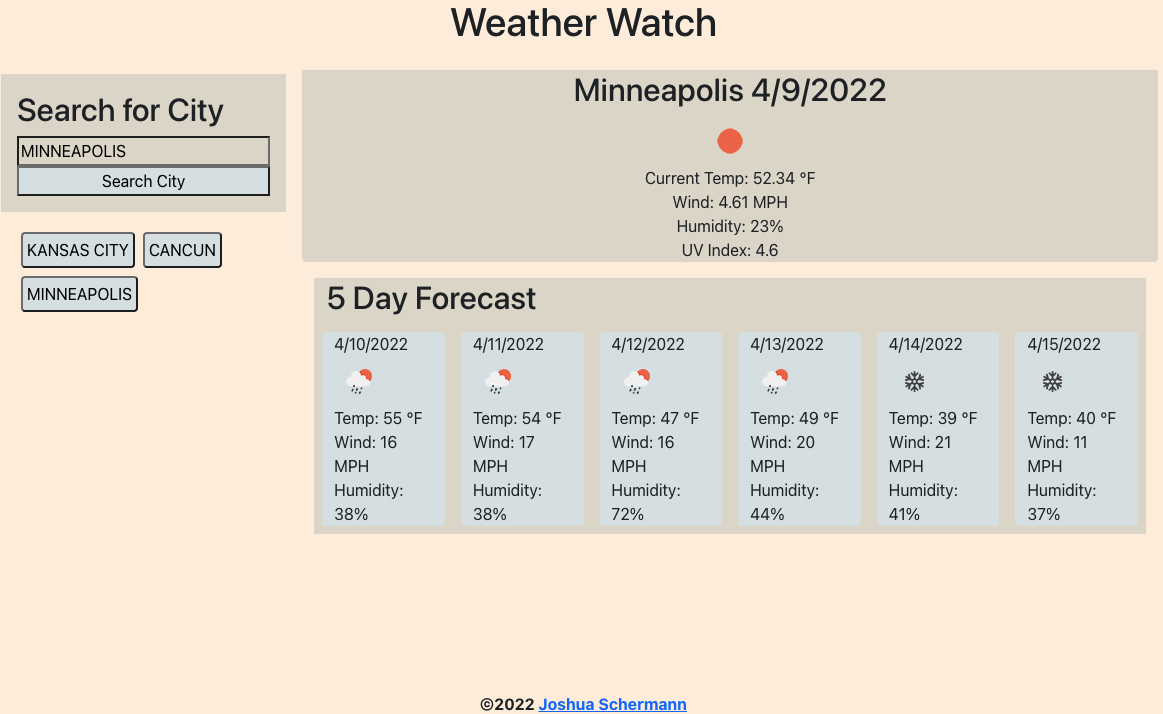 Weather Watch
Search for City
MINNEAPOLIS
Search City
KANSAS CITY
CANCUN
MINNEAPOLIS
Minneapolis 4/9/2022
Current Temp: 52.34 °F
Wind: 4.61 MPH
Humidity: 23%
UV Index: 4.6
5 Day Forecast
4/10/2022
Temp: 55 °F
Wind: 16
MPH
Humidity:
38%
4/11/2022
Temp: 54 °F
Wind: 17
MPH
Humidity:
38%
4/12/2022
Temp: 47 °F
Wind: 16
MPH
Humidity:
72%
4/13/2022
Temp: 49 °F
Wind: 20
MPH
Humidity:
44%
4/14/2022
Temp: 39 °F
Wind: 21
MPH
Humidity:
41%
4/15/2022
Temp: 40 °F
Wind: 11
MPH
Humidity:
37%
©2022 Joshua Schermann